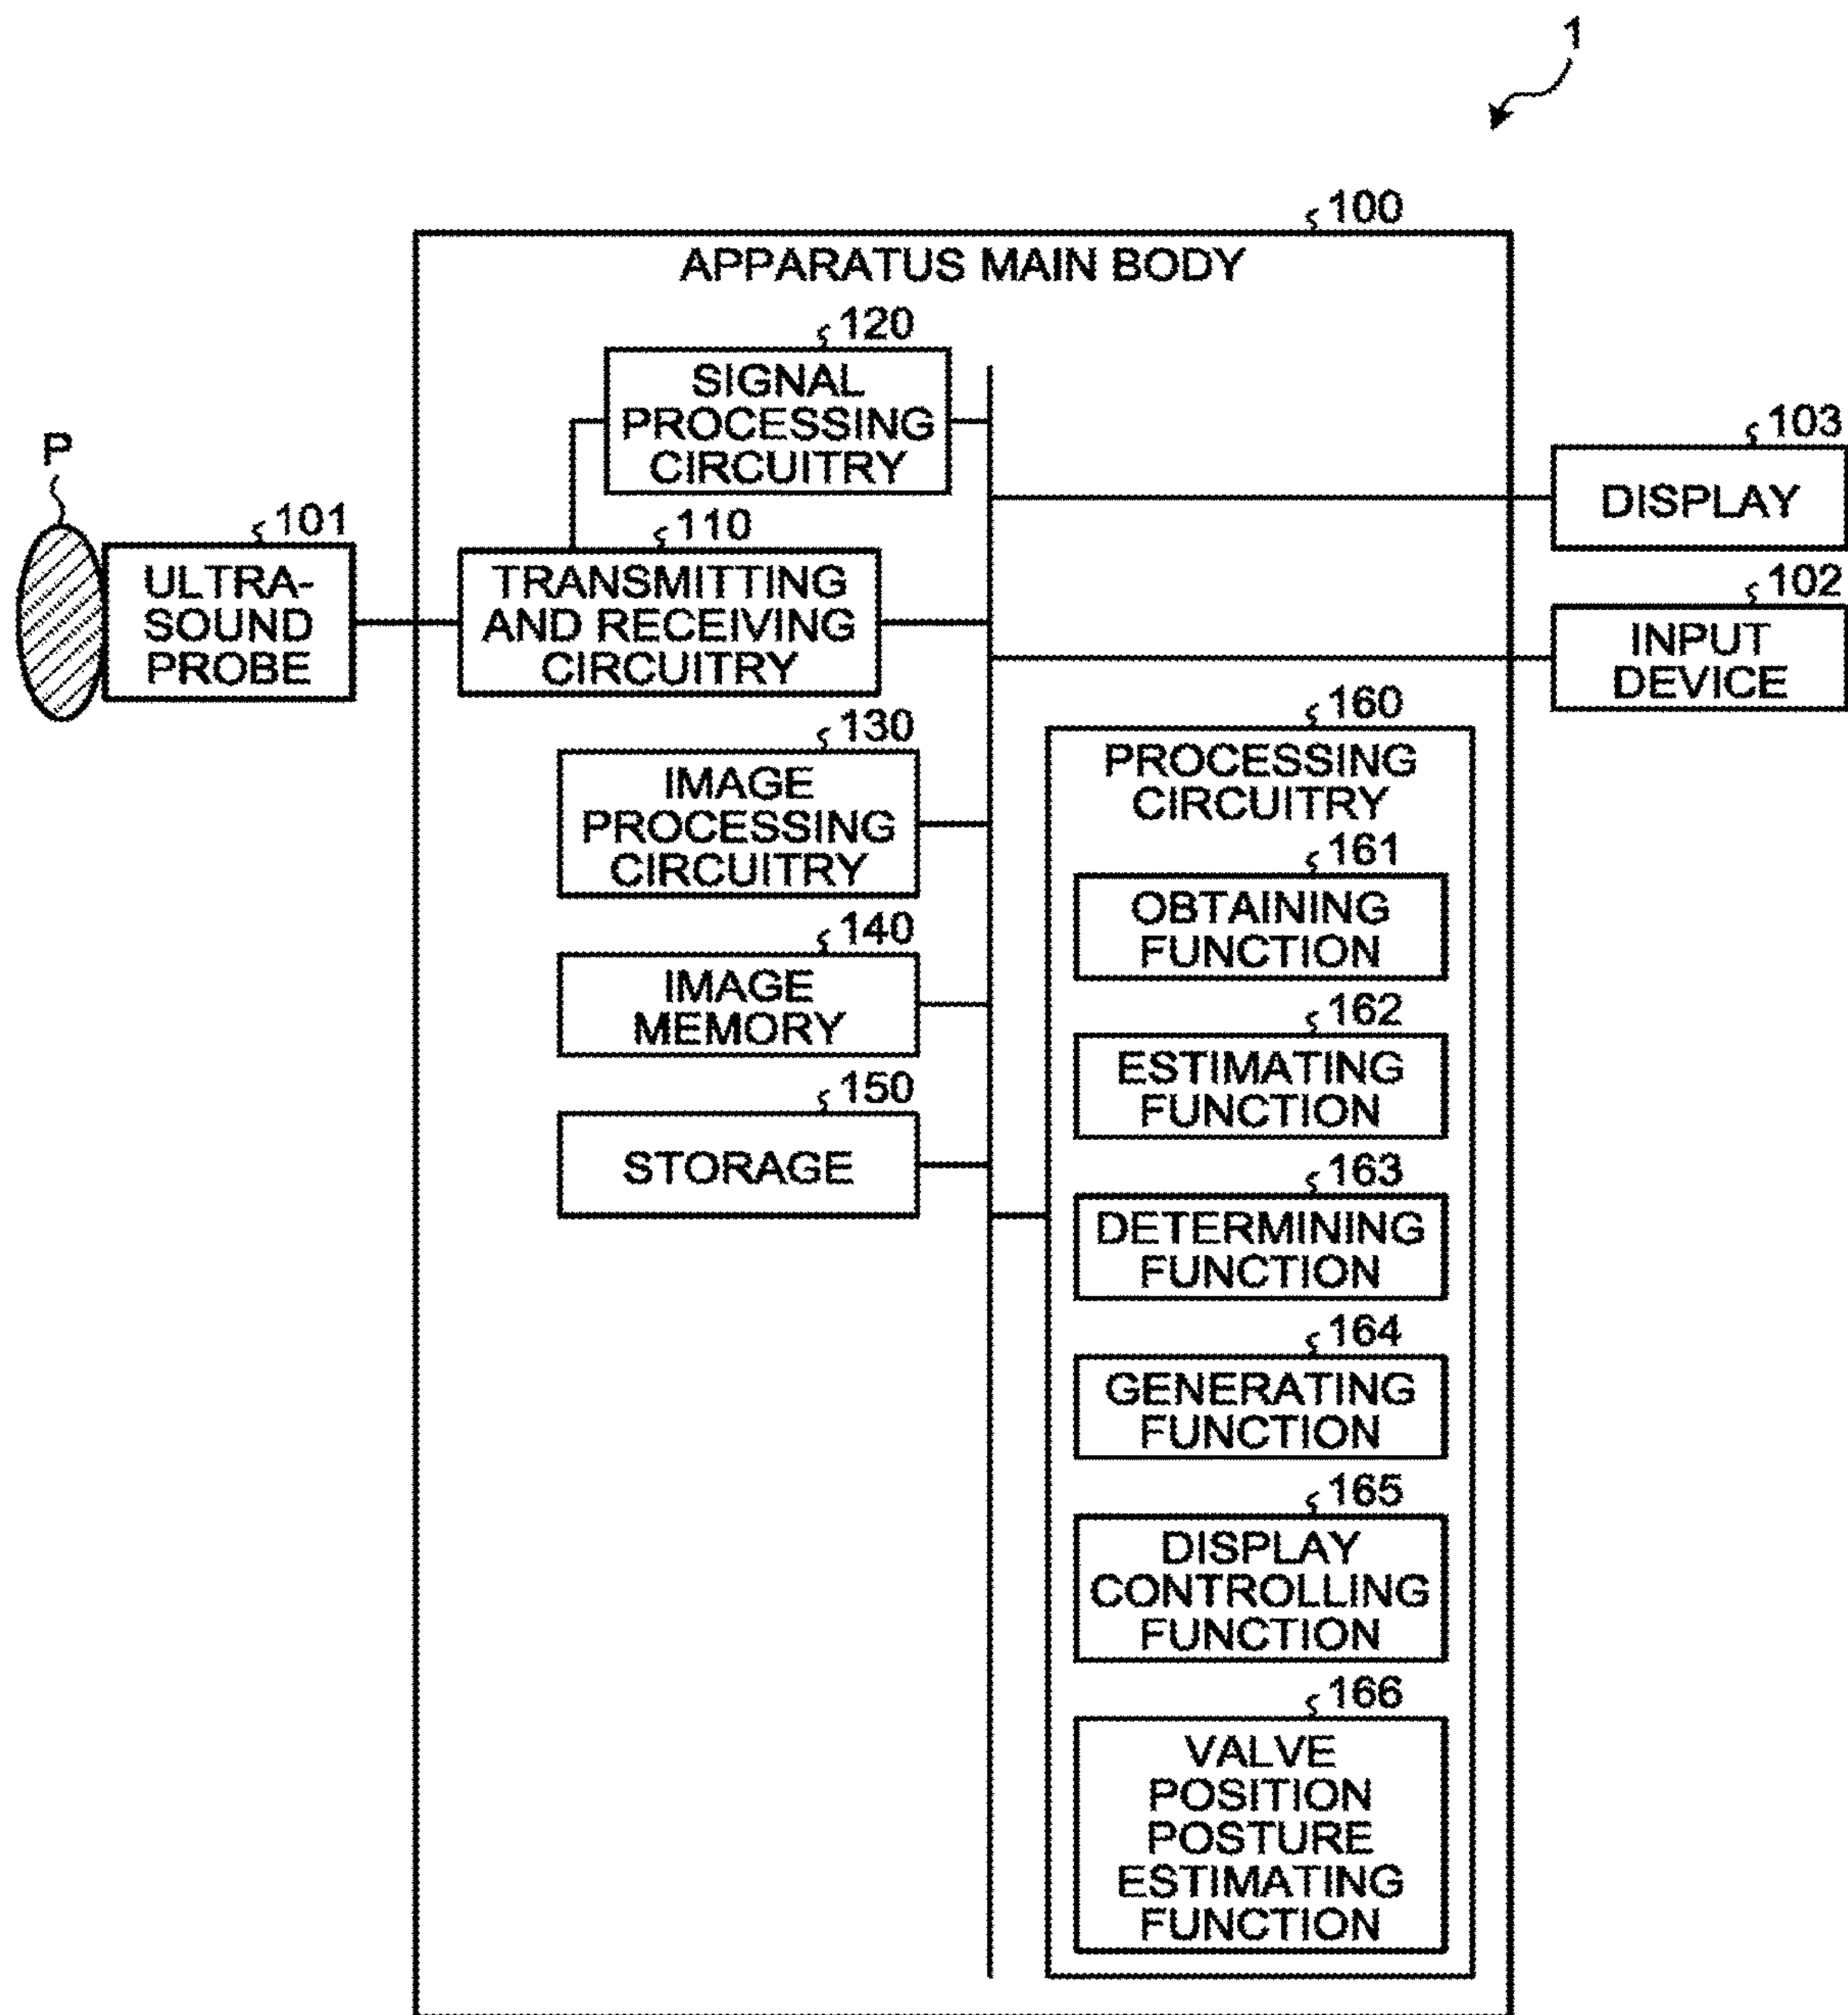 1
100
APPARATUS MAIN BODY
120
SIGNAL
PROCESSING
CIRCUITRY
P
101
ULTRA-
SOUND
PROBE
110
TRANSMITTING
AND RECEIVING
CIRCUITRY
103
DISPLAY
102
INPUT
DEVICE
130
IMAGE
PROCESSING
CIRCUITRY
140
IMAGE
MEMORY
150
STORAGE
160
PROCESSING
CIRCUITRY
161
OBTAINING
FUNCTION
162
ESTIMATING
FUNCTION
163
DETERMINING
FUNCTION
164
GENERATING
FUNCTION
165
DISPLAY
CONTROLLING
FUNCTION
166
VALVE
POSITION
POSTURE
ESTIMATING
FUNCTION